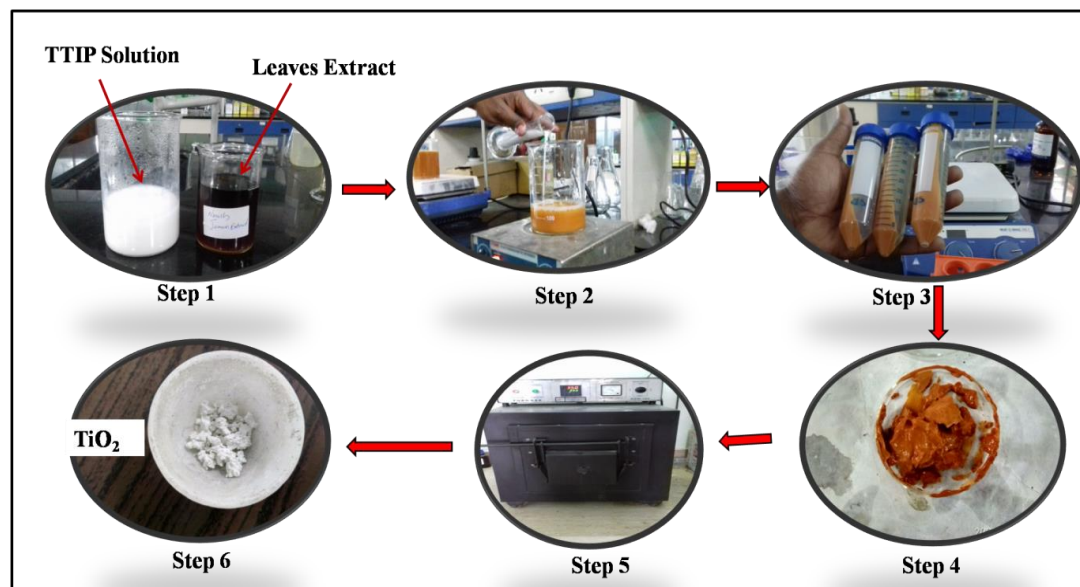 TTIP Solution
Leaves Extract
Step 1
Step 2
Step 3
Step 4
Step 5
Step 6
TiO₂